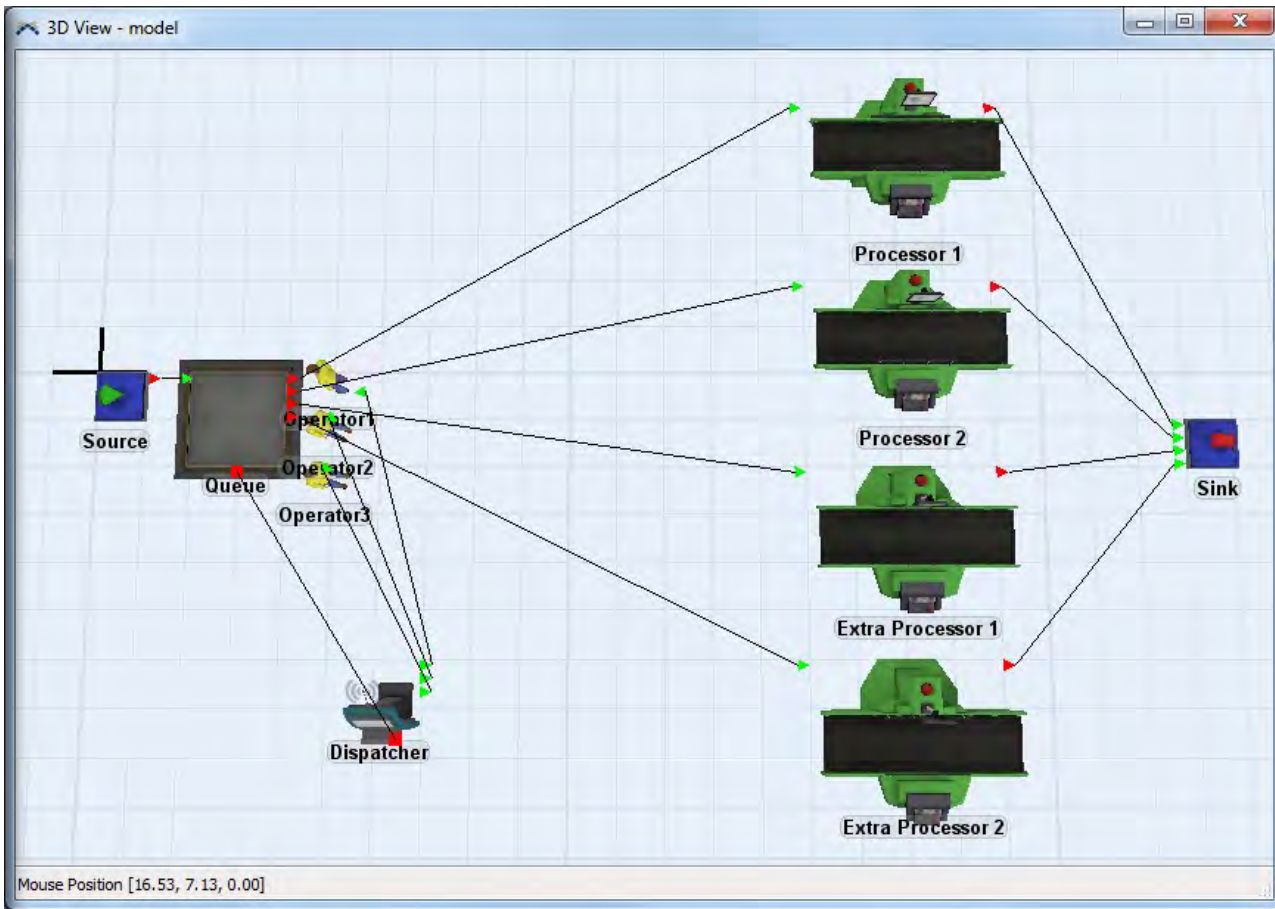 3D View - model
Processor 1
Operator1
Source
Processor 2
Operator2
Queue
Sink
Operator3
Extra Processor 1
Dispatcher
Extra Processor 2
Mouse Position [16.53, 7.13, 0.00]